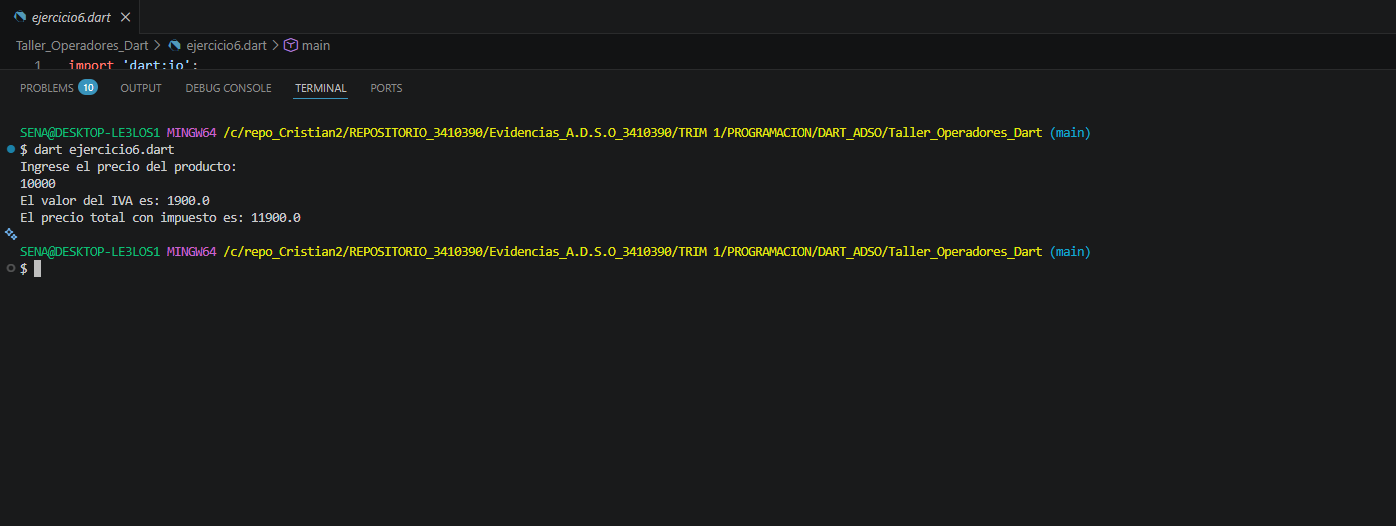 ejercicio6.dart
Taller_Operadores_Dart > ejercicio6.dart > main
1 import 'dart:io';
PROBLEMS 10 OUTPUT DEBUG CONSOLE TERMINAL PORTS
SENA@DESKTOP-LE3LOS1 MINGW64 /c/repo_Cristian2/REPOSITORIO_3410390/Evidencias_A.D.S.O_3410390/TRIM 1/PROGRAMACION/DART_ADSO/Taller_Operadores_Dart (main)
$ dart ejercicio6.dart
Ingrese el precio del producto:
10000
El valor del IVA es: 1900.0
El precio total con impuesto es: 11900.0
SENA@DESKTOP-LE3LOS1 MINGW64 /c/repo_Cristian2/REPOSITORIO_3410390/Evidencias_A.D.S.O_3410390/TRIM 1/PROGRAMACION/DART_ADSO/Taller_Operadores_Dart (main)
$